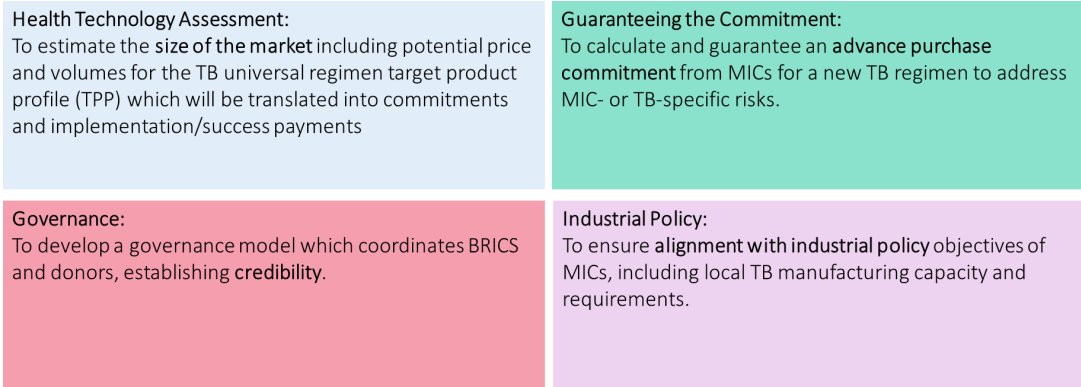 Health Technology Assessment:
To estimate the size of the market including potential price
and volumes for the TB universal regimen target product
profile (TPP) which will be translated into commitments
and implementation/success payments
Guaranteeing the Commitment:
To calculate and guarantee an advance purchase
commitment from MICs for a new TB regimen to address
MIC- or TB-specific risks.
Governance:
To develop a governance model which coordinates BRICS
and donors, establishing credibility.
Industrial Policy:
To ensure alignment with industrial policy objectives of
MICs, including local TB manufacturing capacity and
requirements.